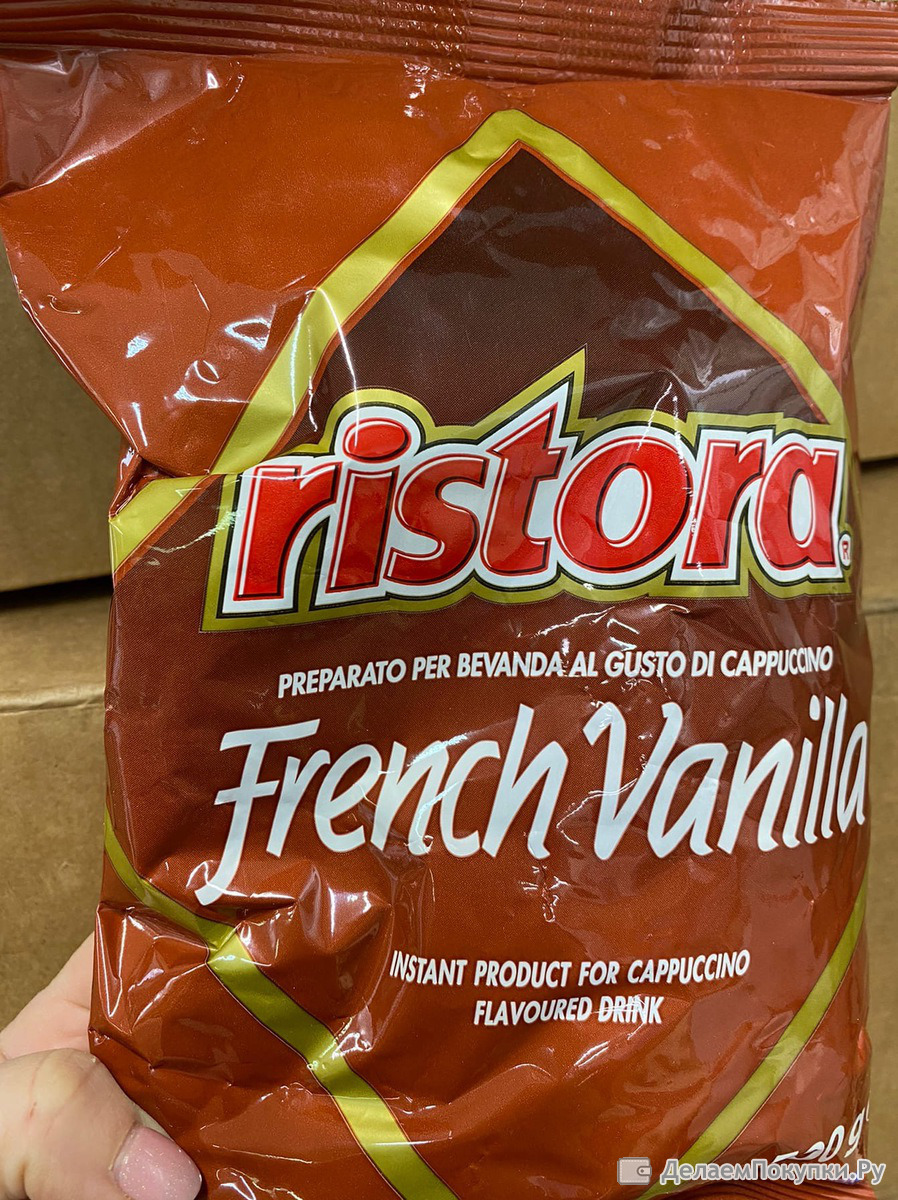 ristora
®
PREPARATO PER BEVANDA AL GUSTO DI CAPPUCCINO
French Vanilla
INSTANT PRODUCT FOR CAPPUCCINO
FLAVOURED DRINK
ДелаемПокупки.Ру